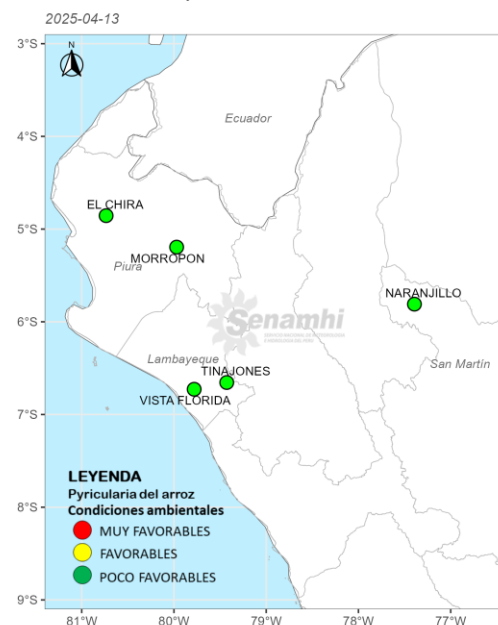 2025-04-13
3°S
N
4°S
Ecuador
EL CHIRA
5°S
MORROPON
Piura
NARANJILLO
6°S
Senamhi
Lambayeque
TINAJONES
San Martín
VISTA FLORIDA
7°S
LEYENDA
Pyricularia del arroz
Condiciones ambientales
8°S
MUY FAVORABLES
FAVORABLES
POCO FAVORABLES
9°S
81°W 80°W 79°W 78°W 77°W